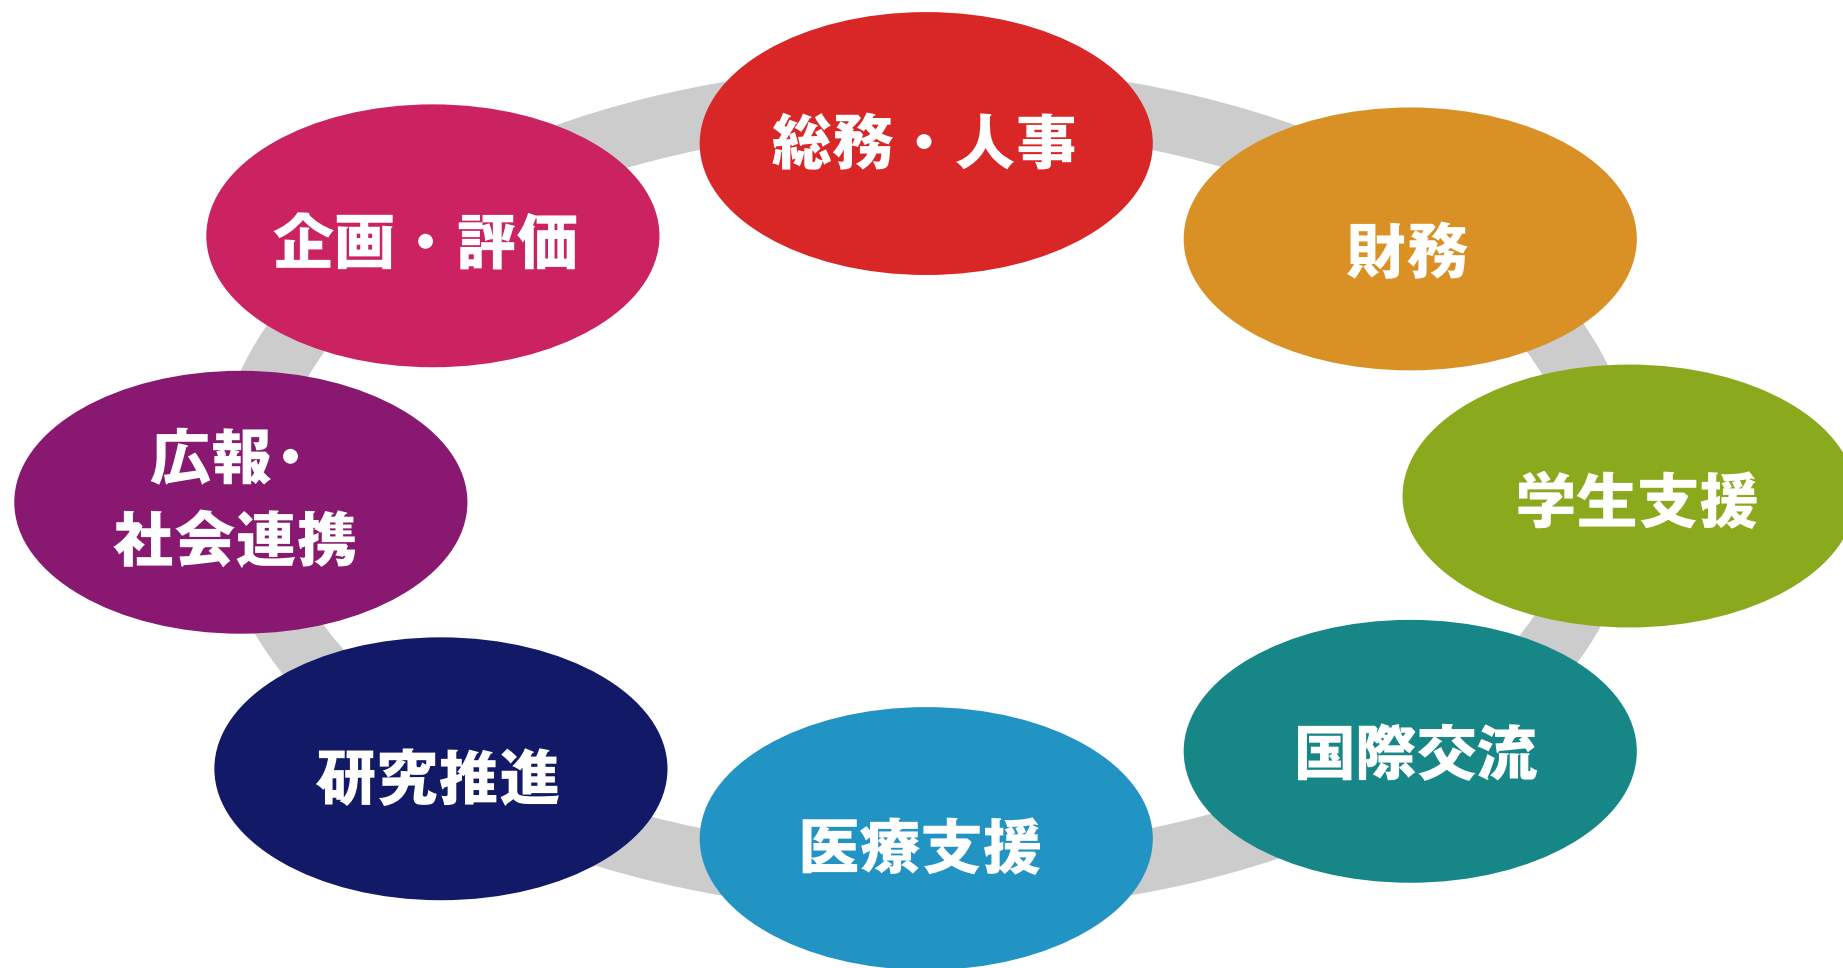 総務・人事
企画・評価
財務
広報・
社会連携
学生支援
研究推進
国際交流
医療支援